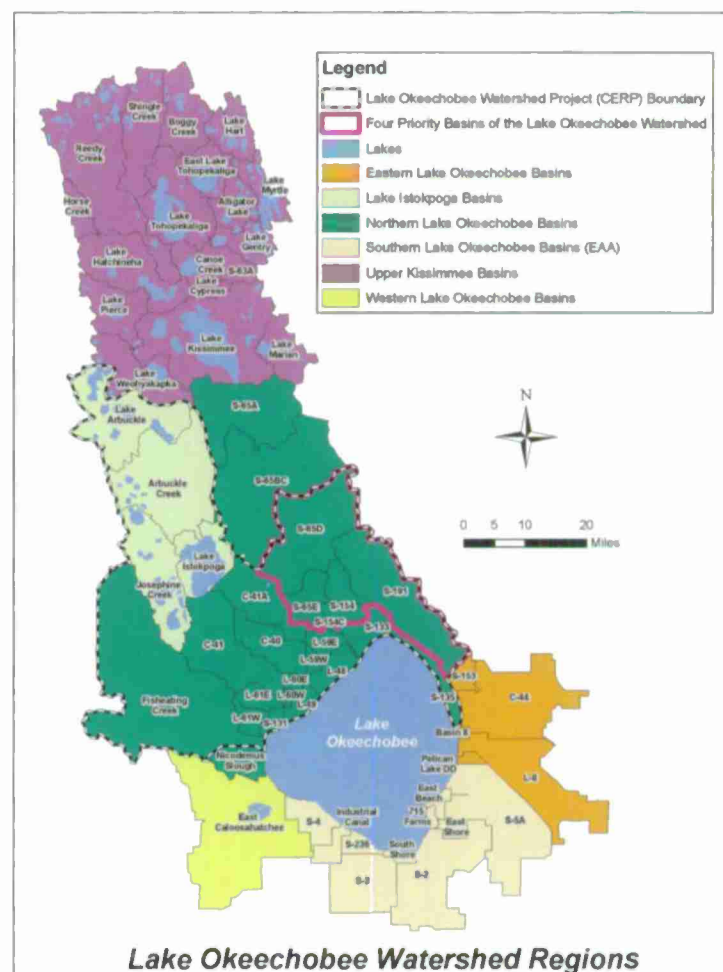 Legend
Lake Okeechobee Watershed Project (CERP) Boundary
Four Priority Basins of the Lake Okeechobee Watershed
Lakes
Eastern Lake Okeechobee Basins
Lake Istokpoga Basins
Northern Lake Okeechobee Basins
Southern Lake Okeechobee Basins (EAA)
Upper Kissimmee Basins
Western Lake Okeechobee Basins
Shingle
Creek
Boggy
Creek
Lake
Hart
Reedy
Creek
East Lake
Tohopekaliga
Lake
Myrtle
Horse
Creek
Alligator
Lake
Lake
Tohopekaliga
Lake
Gentry
Lake
Hatchineha
Canoe
Creek
S-63A
Lake
Cypress
Lake
Pierce
Lake
Kissimmee
Lake
Marian
Lake
Weohyakapka
S-65A
Lake
Arbuckle
N
S-65BC
Arbuckle
Creek
S-65D
0 5 10 20
Miles
Lake
Istokpoga
Josephine
Creek
C-41A
S-65E
S-154
S-191
S-154C
S-133
C-41
C-40
L-59E
L-59W
L-48
S-153
L-60E
L-61E
L-60W
L-49
S-135
C-44
Fisheating
Creek
L-61W
S-131
Lake
Okeechobee
Basin 8
Nicodemus
Slough
Pelican
Lake DD
L-8
East
Beach
East
Caloosahatchee
S-4
Industrial
Canal
715
Farms
East
Shore
S-5A
S-236
South
Shore
S-3
S-2
Lake Okeechobee Watershed Regions